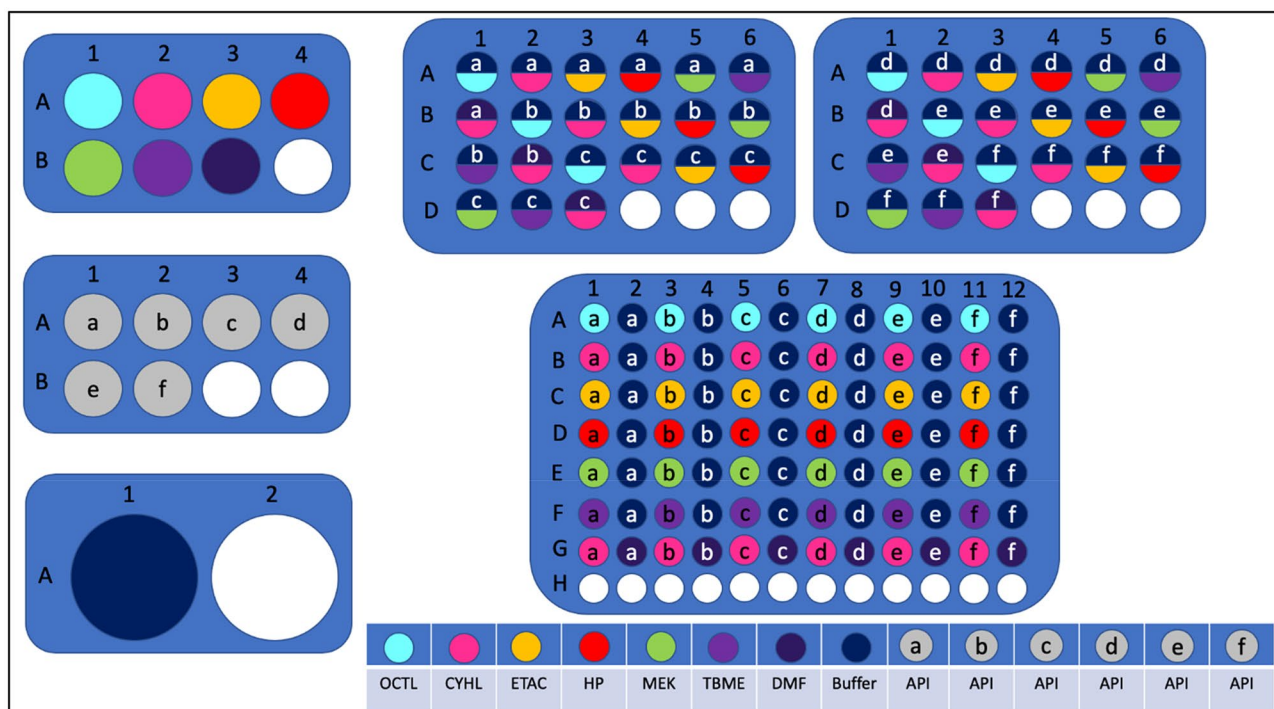 1 2 3 4
A
B
1 2 3 4
A a b c d
B e f
1 2
A
1 2 3 4 5 6
A a a a a a a
B a b b b b b
C b b c c c c
D c c c
1 2 3 4 5 6
A d d d d d d
B d e e e e e
C e e f f f f
D f f f
1 2 3 4 5 6 7 8 9 10 11 12
A a a b b c c d d e e f f
B a a b b c c d d e e f f
C a a b b c c d d e e f f
D a a b b c c d d e e f f
E a a b b c c d d e e f f
F a a b b c c d d e e f f
G a a b b c c d d e e f f
H
a b c d e f
OCTL CYHL ETAC HP MEK TBME DMF Buffer API API API API API API